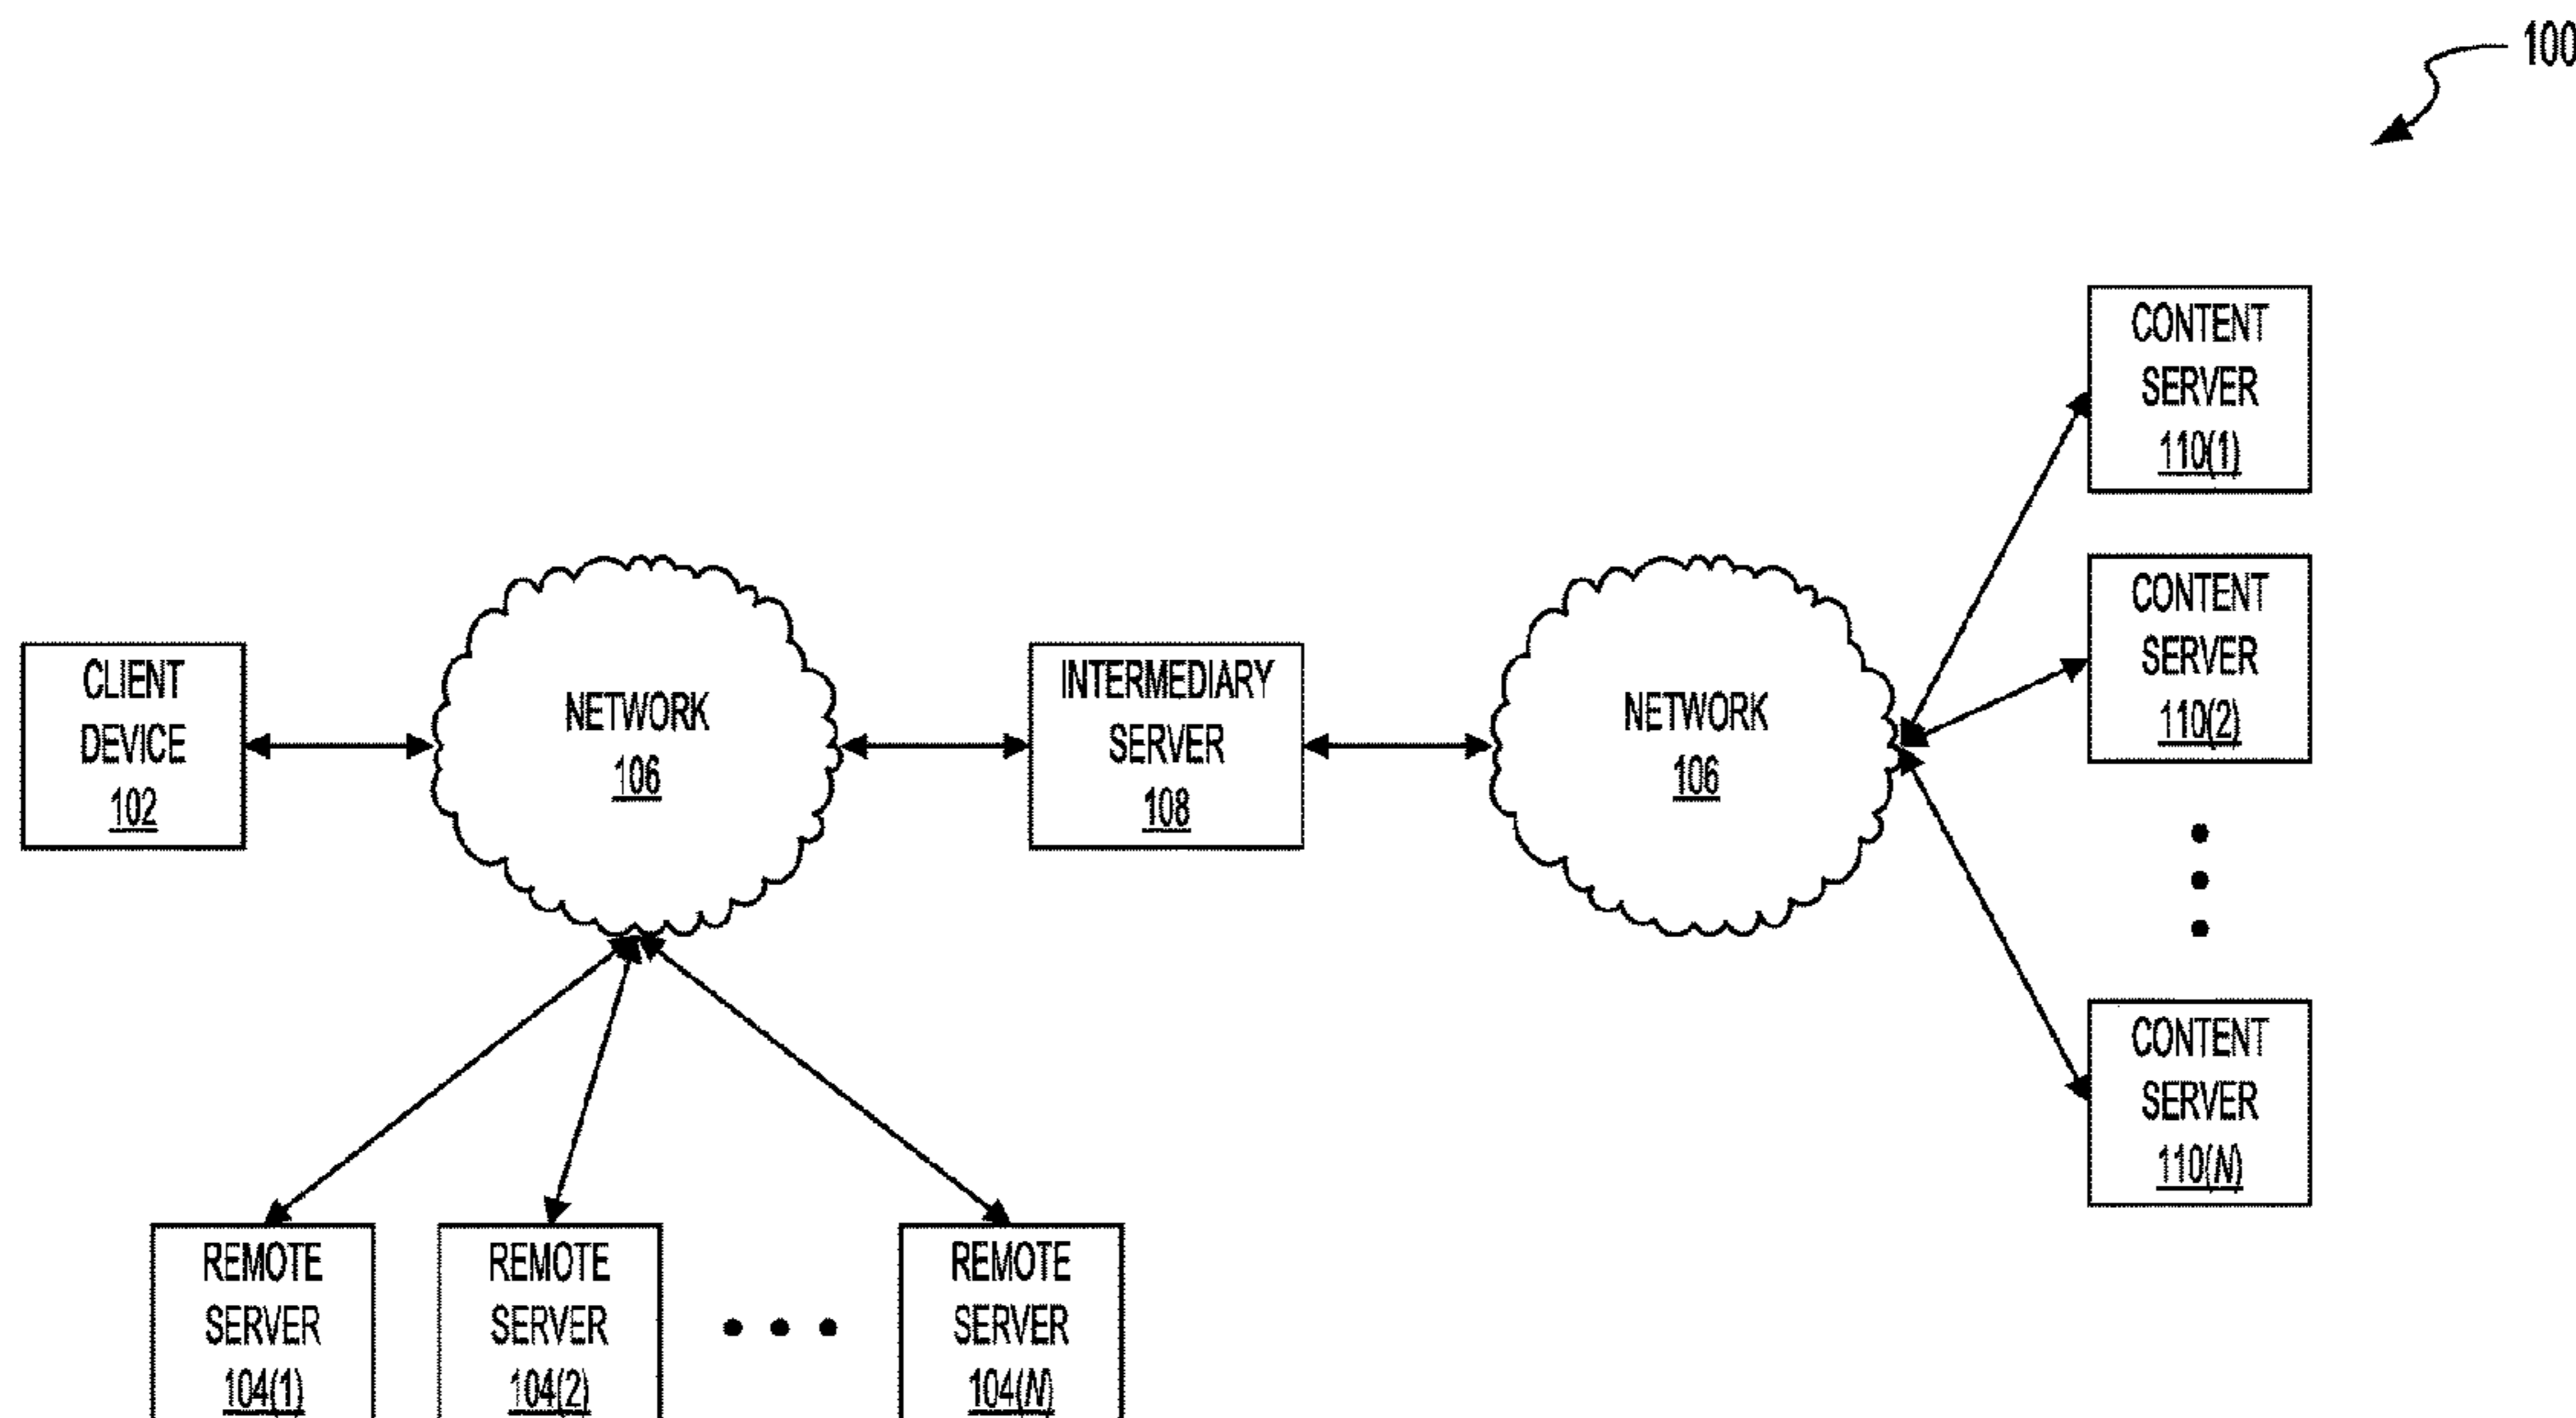 100
CONTENT
SERVER
110(1)
CONTENT
SERVER
110(2)
CLIENT
DEVICE
102
NETWORK
106
INTERMEDIARY
SERVER
108
NETWORK
106
CONTENT
SERVER
110(N)
REMOTE
SERVER
104(1)
REMOTE
SERVER
104(2)
REMOTE
SERVER
104(N)